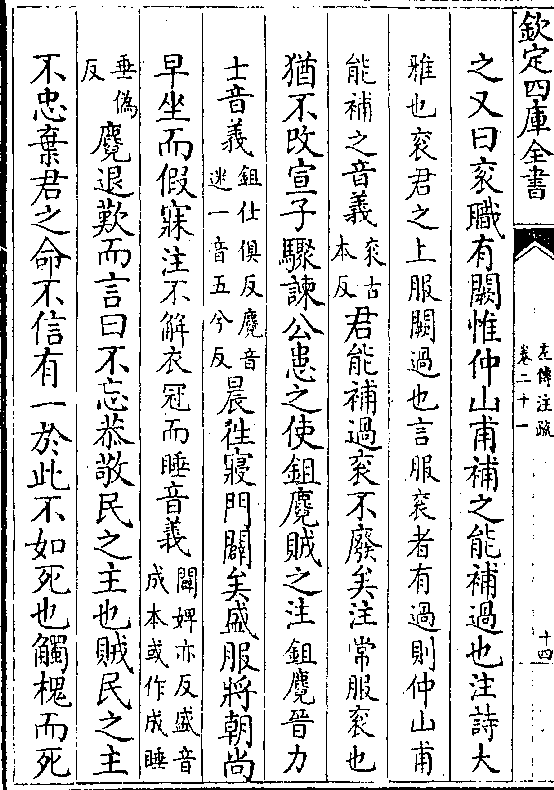 欽定四庫全書
左傳注疏
卷二十一
十四
之又曰衮職有闕惟仲山甫補之能補過也注詩大
雅也衮君之上服闕過也言服衮者有過則仲山甫
能補之音義衮古本反君能補過衮不廢矣注常服衮也
猶不改宣子驟諫公患之使鉏麑賊之注鉏麑晉力
士音義鉏仕俱反麑音迷一音五兮反晨往寢門闢矣盛服將朝尚
早坐而假寐注不解衣冠而睡音義闢婢亦反盛音成本或作成睡
垂偽反麑退歎而言曰不忘恭敬民之主也賊民之主
不忠棄君之命不信有一於此不如死也觸槐而死